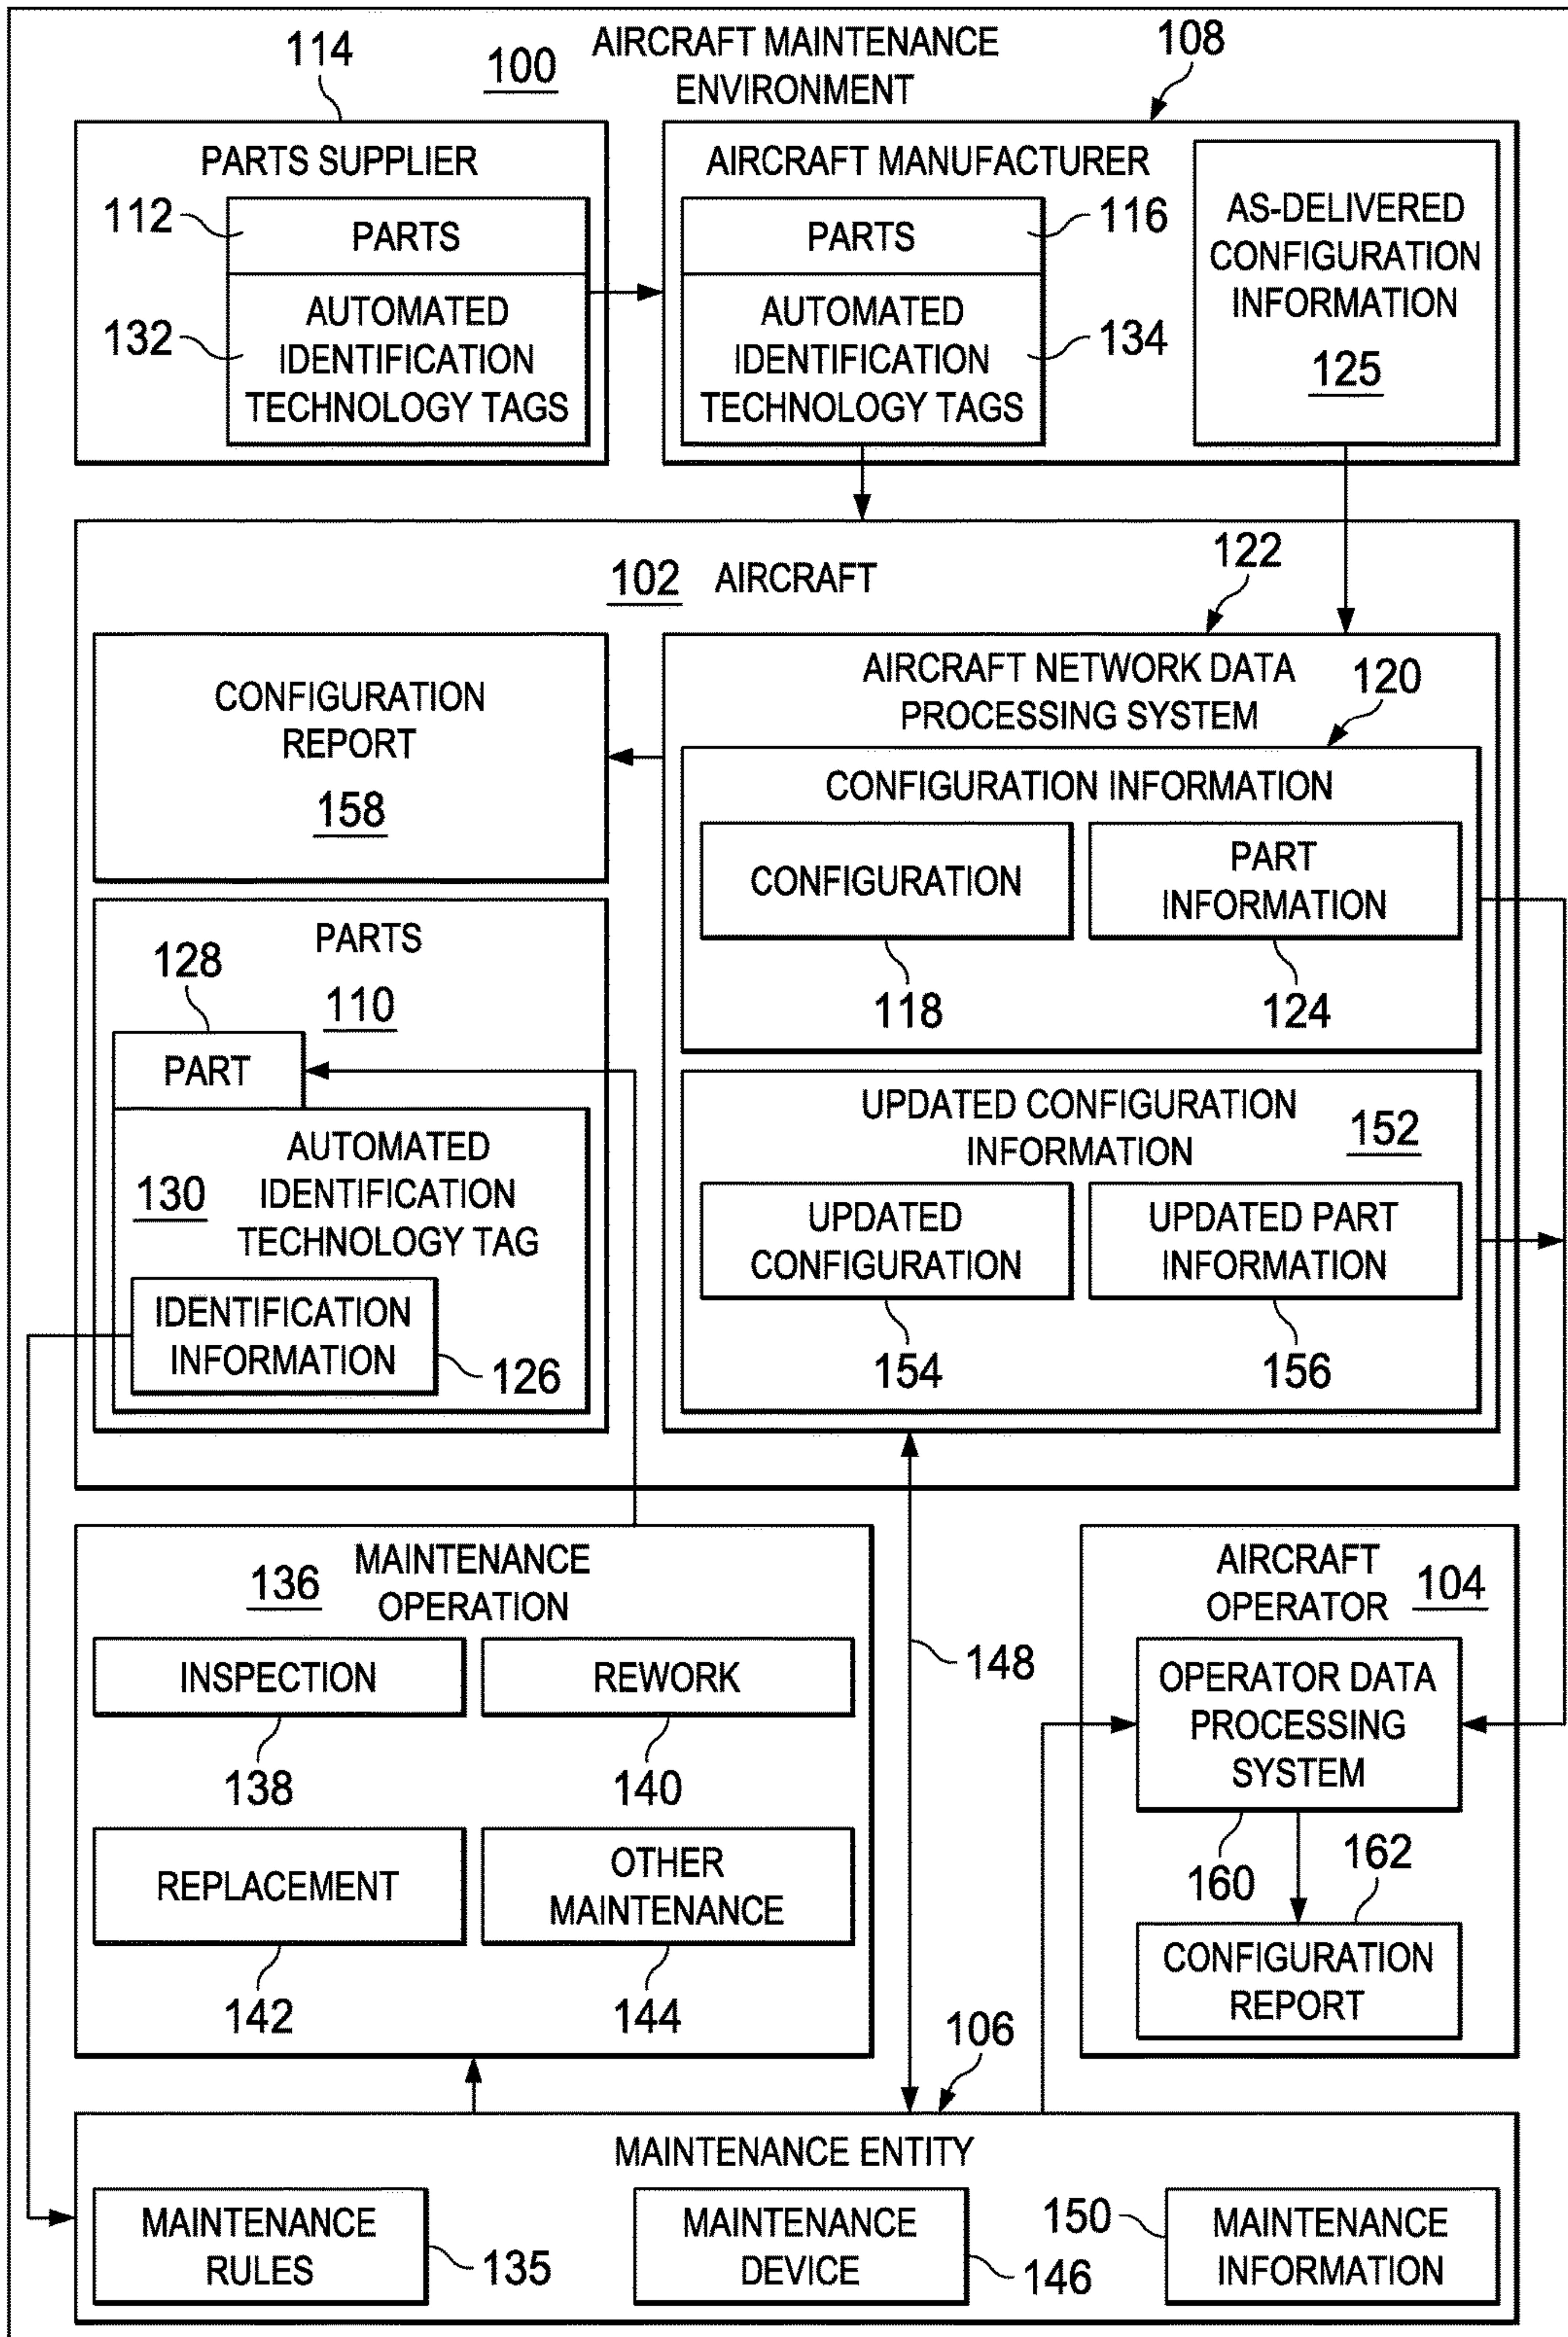 AIRCRAFT MAINTENANCE
ENVIRONMENT
100
114
108
PARTS SUPPLIER
112
PARTS
132
AUTOMATED
IDENTIFICATION
TECHNOLOGY TAGS
AIRCRAFT MANUFACTURER
PARTS
116
AUTOMATED
IDENTIFICATION
TECHNOLOGY TAGS
134
AS-DELIVERED
CONFIGURATION
INFORMATION
125
102 AIRCRAFT
122
CONFIGURATION
REPORT
158
AIRCRAFT NETWORK DATA
PROCESSING SYSTEM
120
CONFIGURATION INFORMATION
CONFIGURATION
118
PART
INFORMATION
124
PARTS
110
128
PART
130
AUTOMATED
IDENTIFICATION
TECHNOLOGY TAG
IDENTIFICATION
INFORMATION
126
UPDATED CONFIGURATION
INFORMATION
152
UPDATED
CONFIGURATION
154
UPDATED PART
INFORMATION
156
136
MAINTENANCE
OPERATION
INSPECTION
138
REWORK
140
REPLACEMENT
142
OTHER
MAINTENANCE
144
148
AIRCRAFT
OPERATOR
104
OPERATOR DATA
PROCESSING
SYSTEM
160
162
CONFIGURATION
REPORT
106
MAINTENANCE ENTITY
MAINTENANCE
RULES
135
MAINTENANCE
DEVICE
146
150
MAINTENANCE
INFORMATION